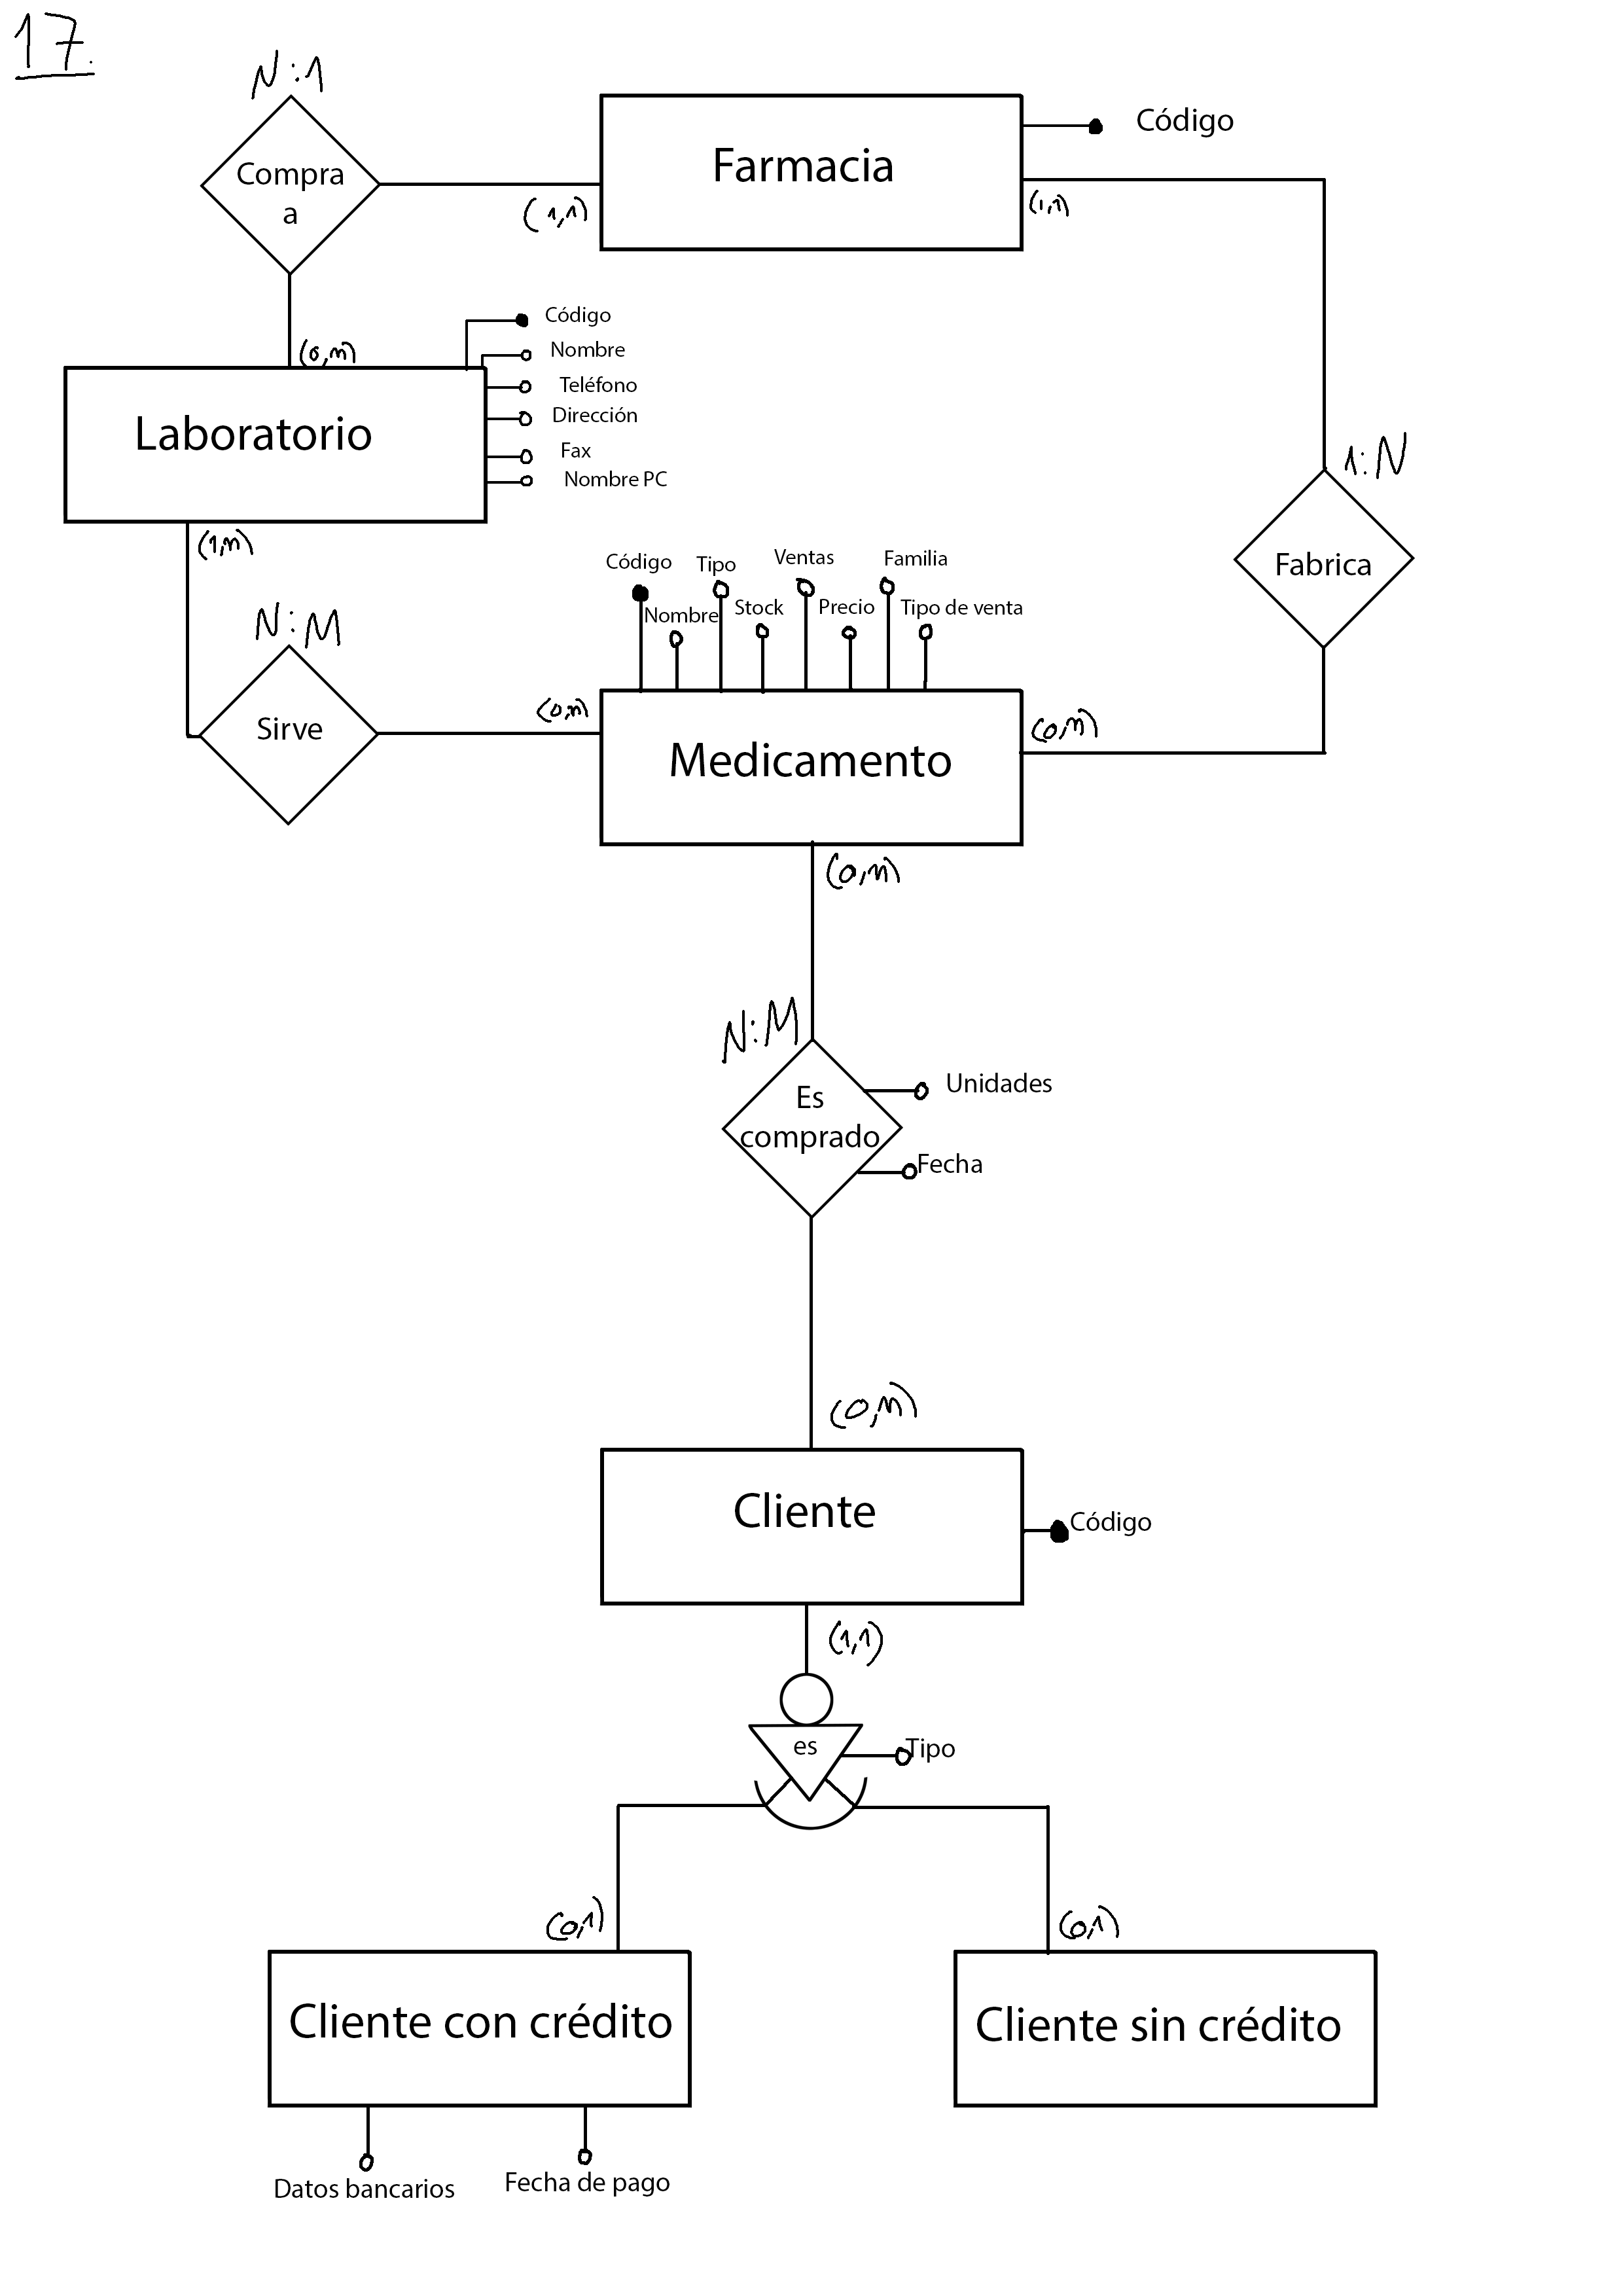 17.
N:1
Compra
a
(1,1)
Farmacia
Código
(1,1)
(0,n)
Código
Nombre
Teléfono
Dirección
Fax
Nombre PC
Laboratorio
(1,n)
1:N
Fabrica
Código
Tipo
Ventas
Familia
Nombre
Stock
Precio
Tipo de venta
N:M
Sirve
(0,n)
Medicamento
(0,n)
(0,n)
N:M
Es
comprado
Unidades
Fecha
(0,n)
Cliente
Código
(1,1)
es
Tipo
(0,1)
(0,1)
Cliente con crédito
Cliente sin crédito
Datos bancarios
Fecha de pago